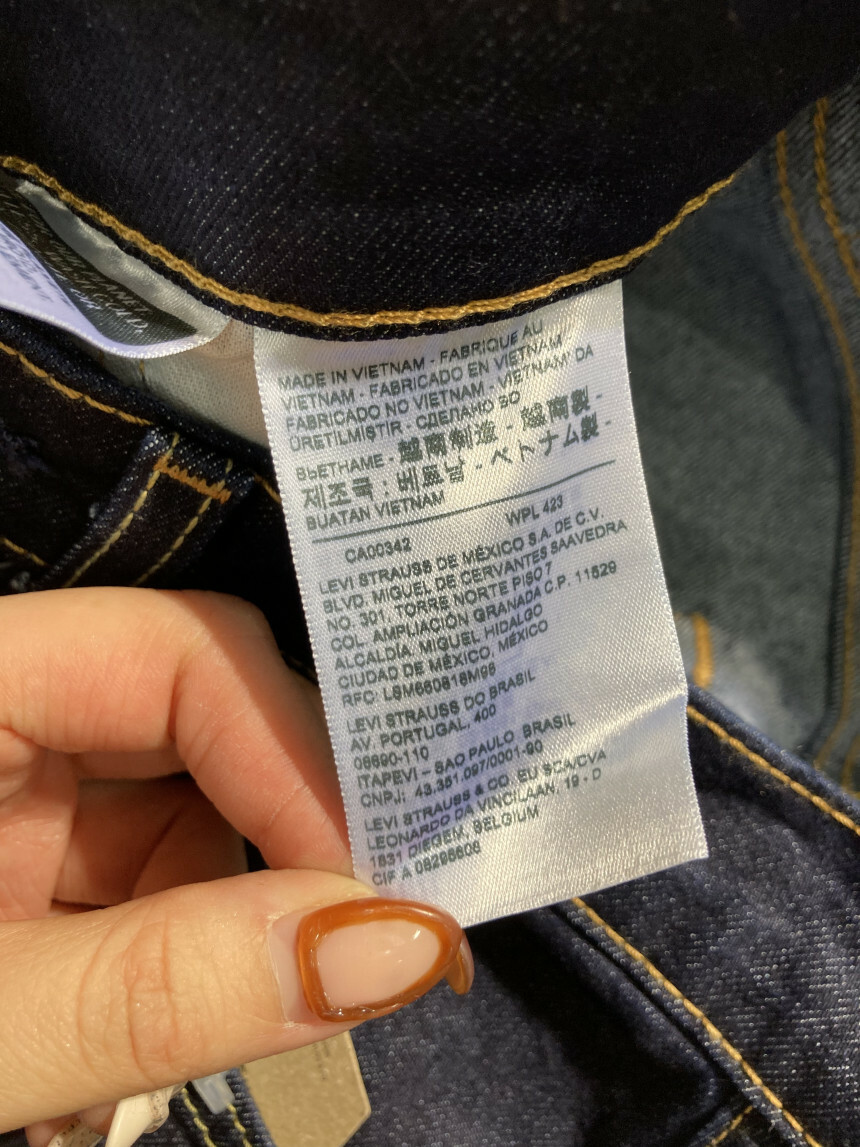 MADE IN VIETNAM - FABRIQUE AU
VIETNAM - FABRICADO EN VIETNAM
FABRICADO NO VIETNAM - VIETNAM' DA
ÜRETILMIŞTIR - СДЕЛАНО ВО
ВЬЕТНАМЕ - 越南制造 - 越南製 -
제조국 : 베트남 - ベトナム製 -
BUATAN VIETNAM
CA00342 WPL 423
LEVI STRAUSS DE MÉXICO S.A. DE C.V.
BLVD. MIGUEL DE CERVANTES SAAVEDRA
NO. 301, TORRE NORTE PISO 7
COL. AMPLIACIÓN GRANADA C.P. 11529
ALCALDÍA, MIGUEL HIDALGO
CIUDAD DE MÉXICO, MÉXICO
RFC: LSM660818M96
LEVI STRAUSS DO BRASIL
AV. PORTUGAL, 400
06690-110
ITAPEVI – SAO PAULO BRASIL
CNPJ: 43.351.097/0001-90
LEVI STRAUSS & CO. EU SCA/CVA
LEONARDO DA VINCILAAN, 19 - D
1831 DIEGEM, BELGIUM
CIF A 08296606